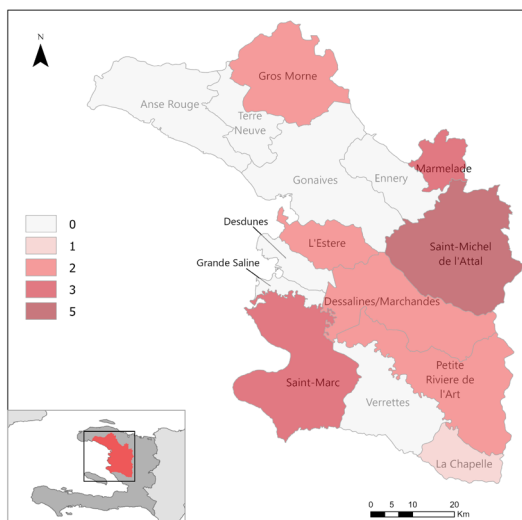 N
Gros Morne
Anse Rouge
Terre
Neuve
Marmelade
Ennery
Gonaives
Desdunes
L'Estere
Saint-Michel
de l'Attal
Grande Saline
Dessalines/Marchandes
Petite
Riviere de
l'Art
Saint-Marc
Verrettes
La Chapelle
0
1
2
3
5
0 5 10 20
Km